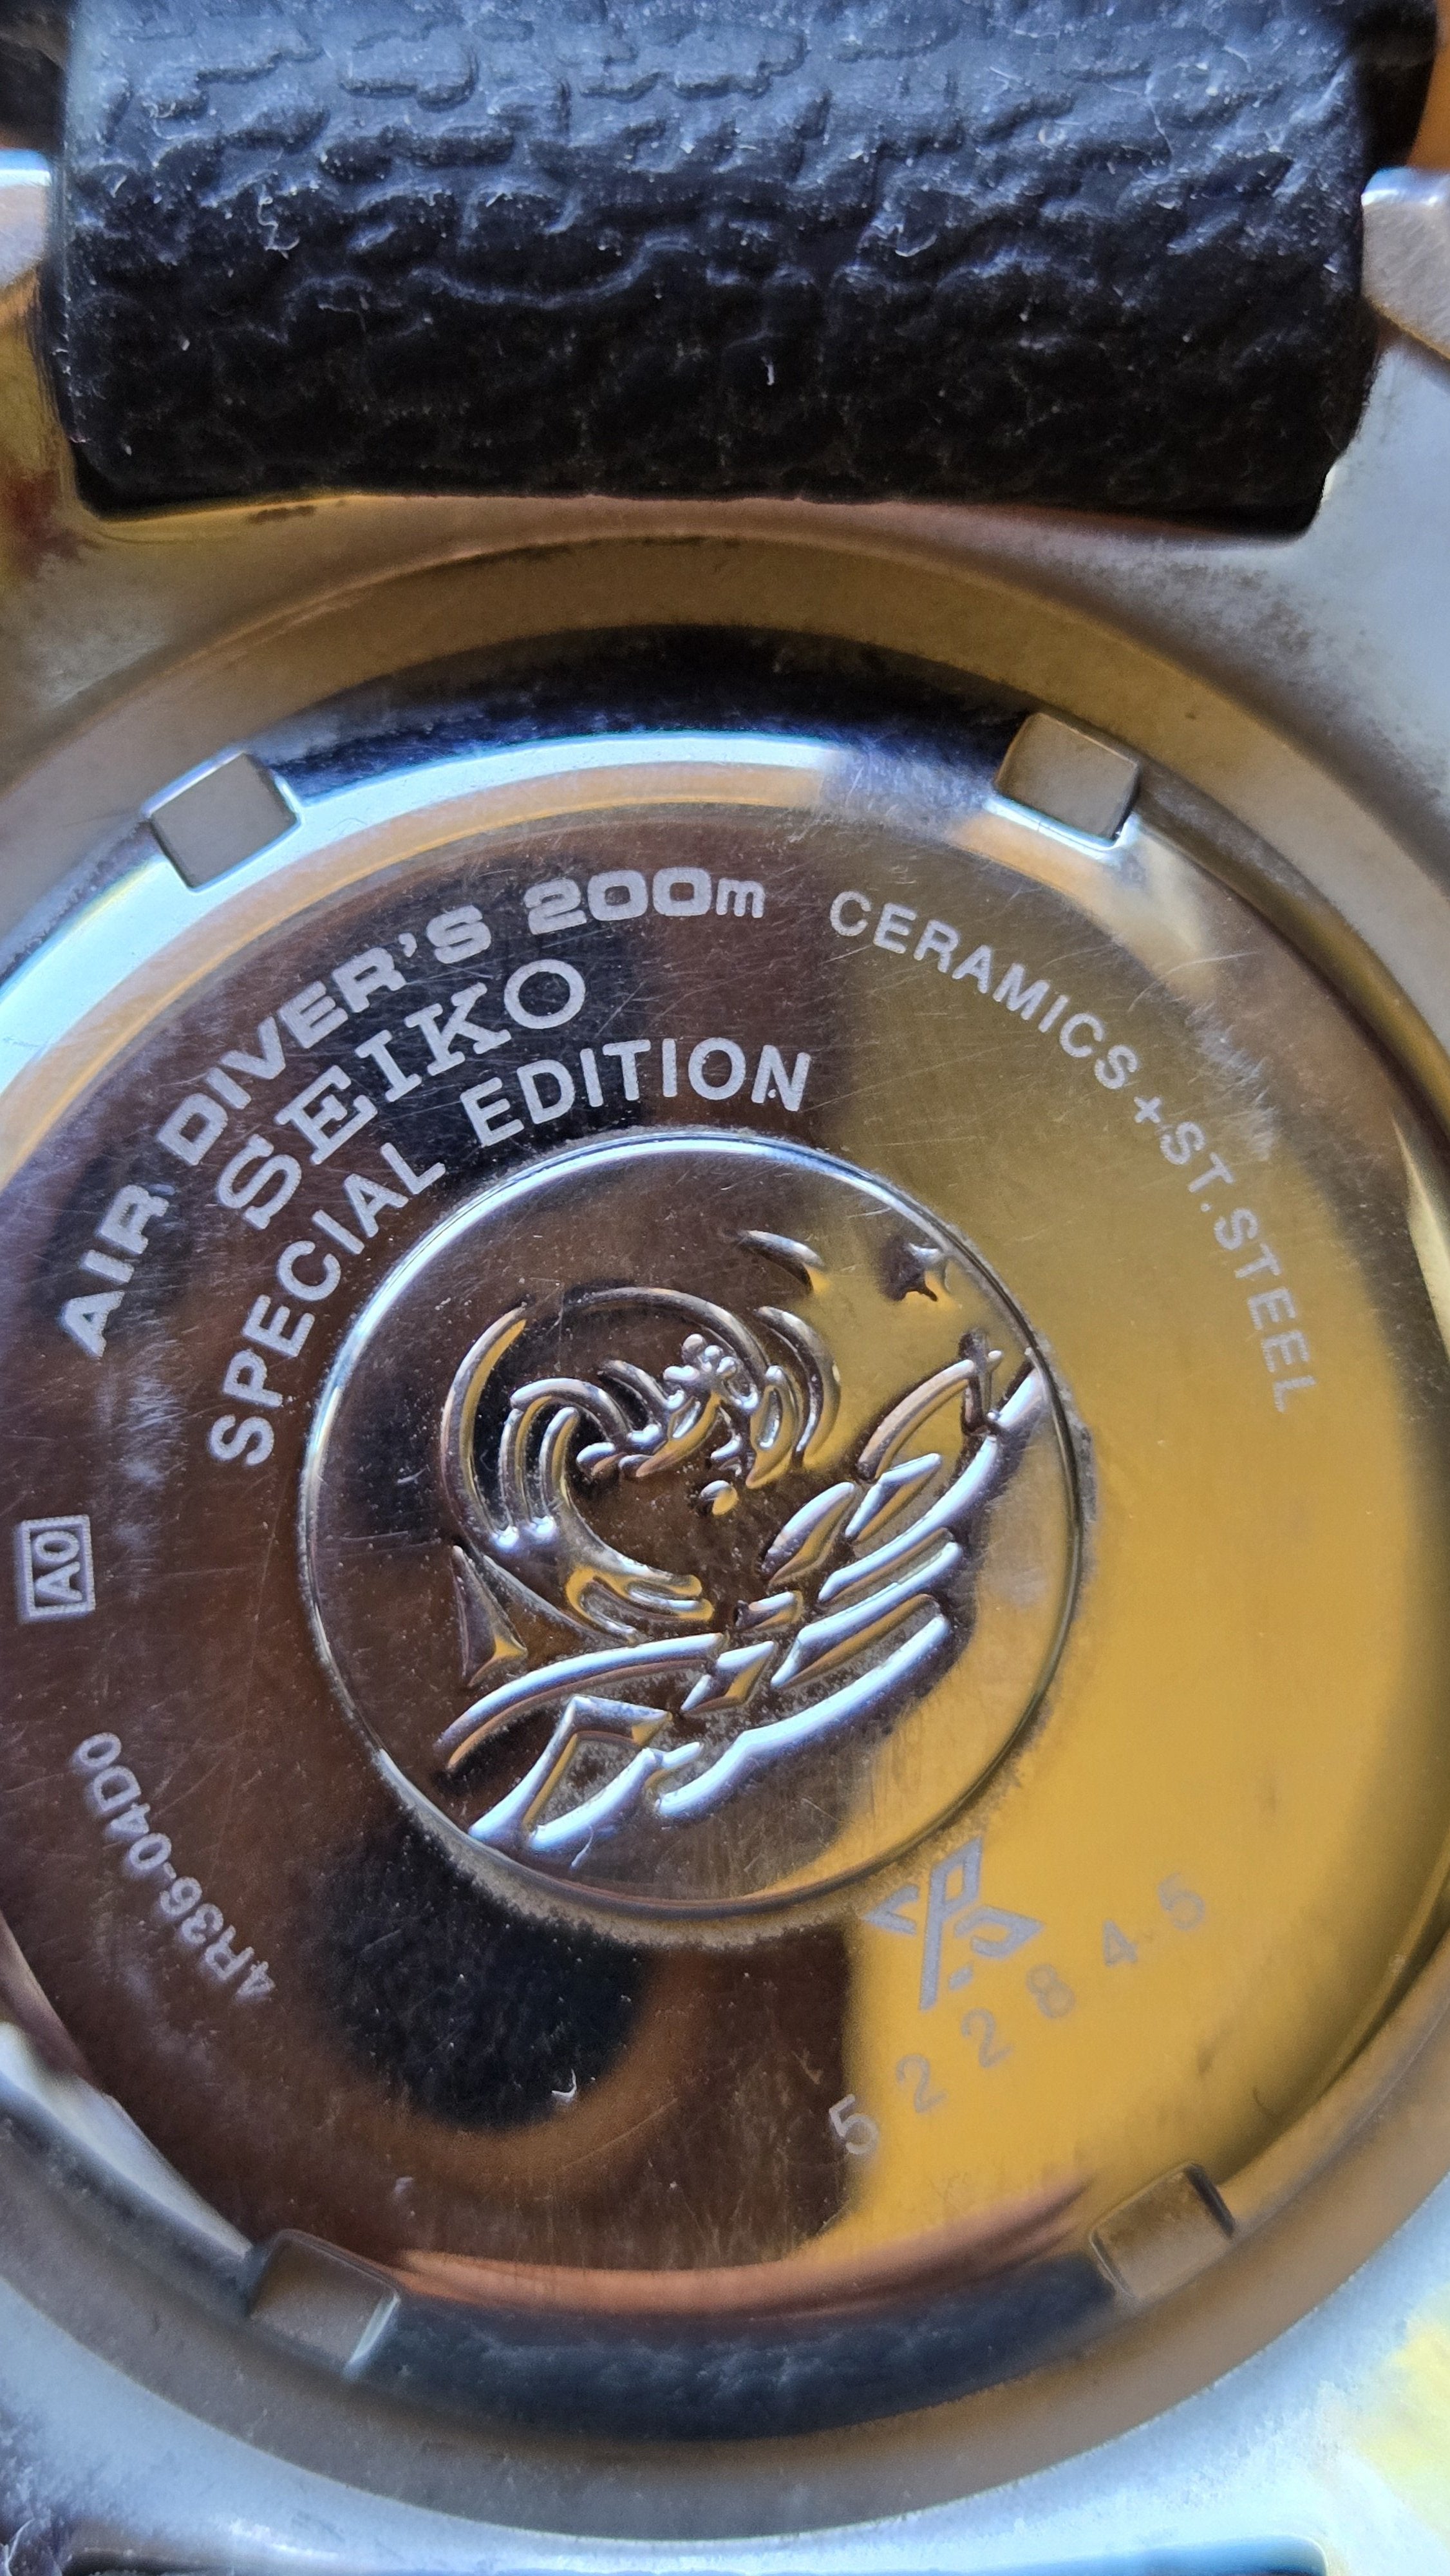 AIR DIVER'S 200m
CERAMICS+ST.STEEL
SEIKO
SPECIAL EDITION
A0
4R36-04D0
522845